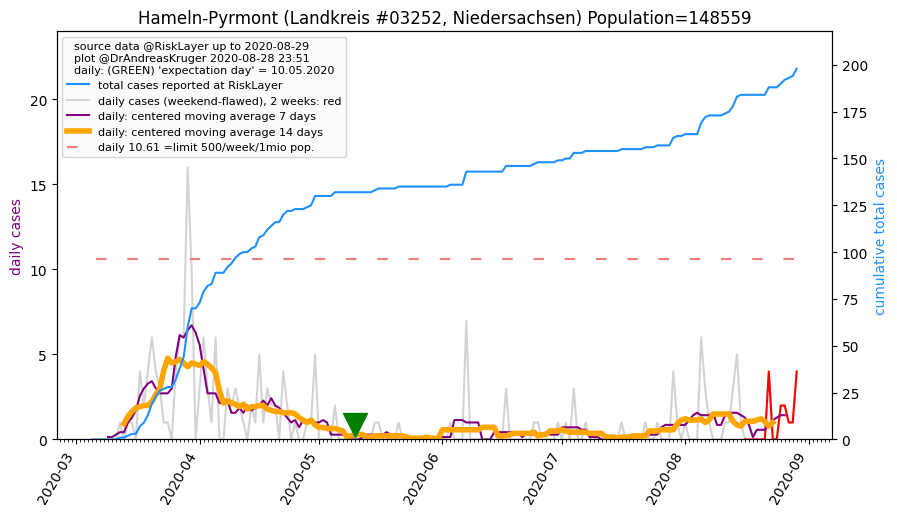 Hameln-Pyrmont (Landkreis #03252, Niedersachsen) Population=148559
source data @RiskLayer up to 2020-08-29
plot @DrAndreasKruger 2020-08-28 23:51
daily: (GREEN) 'expectation day' = 10.05.2020
total cases reported at RiskLayer
daily cases (weekend-flawed), 2 weeks: red
daily: centered moving average 7 days
daily: centered moving average 14 days
daily 10.61 =limit 500/week/1mio pop.
daily cases
20
15
10
5
0
cumulative total cases
200
175
150
125
100
75
50
25
0
2020-03
2020-04
2020-05
2020-06
2020-07
2020-08
2020-09